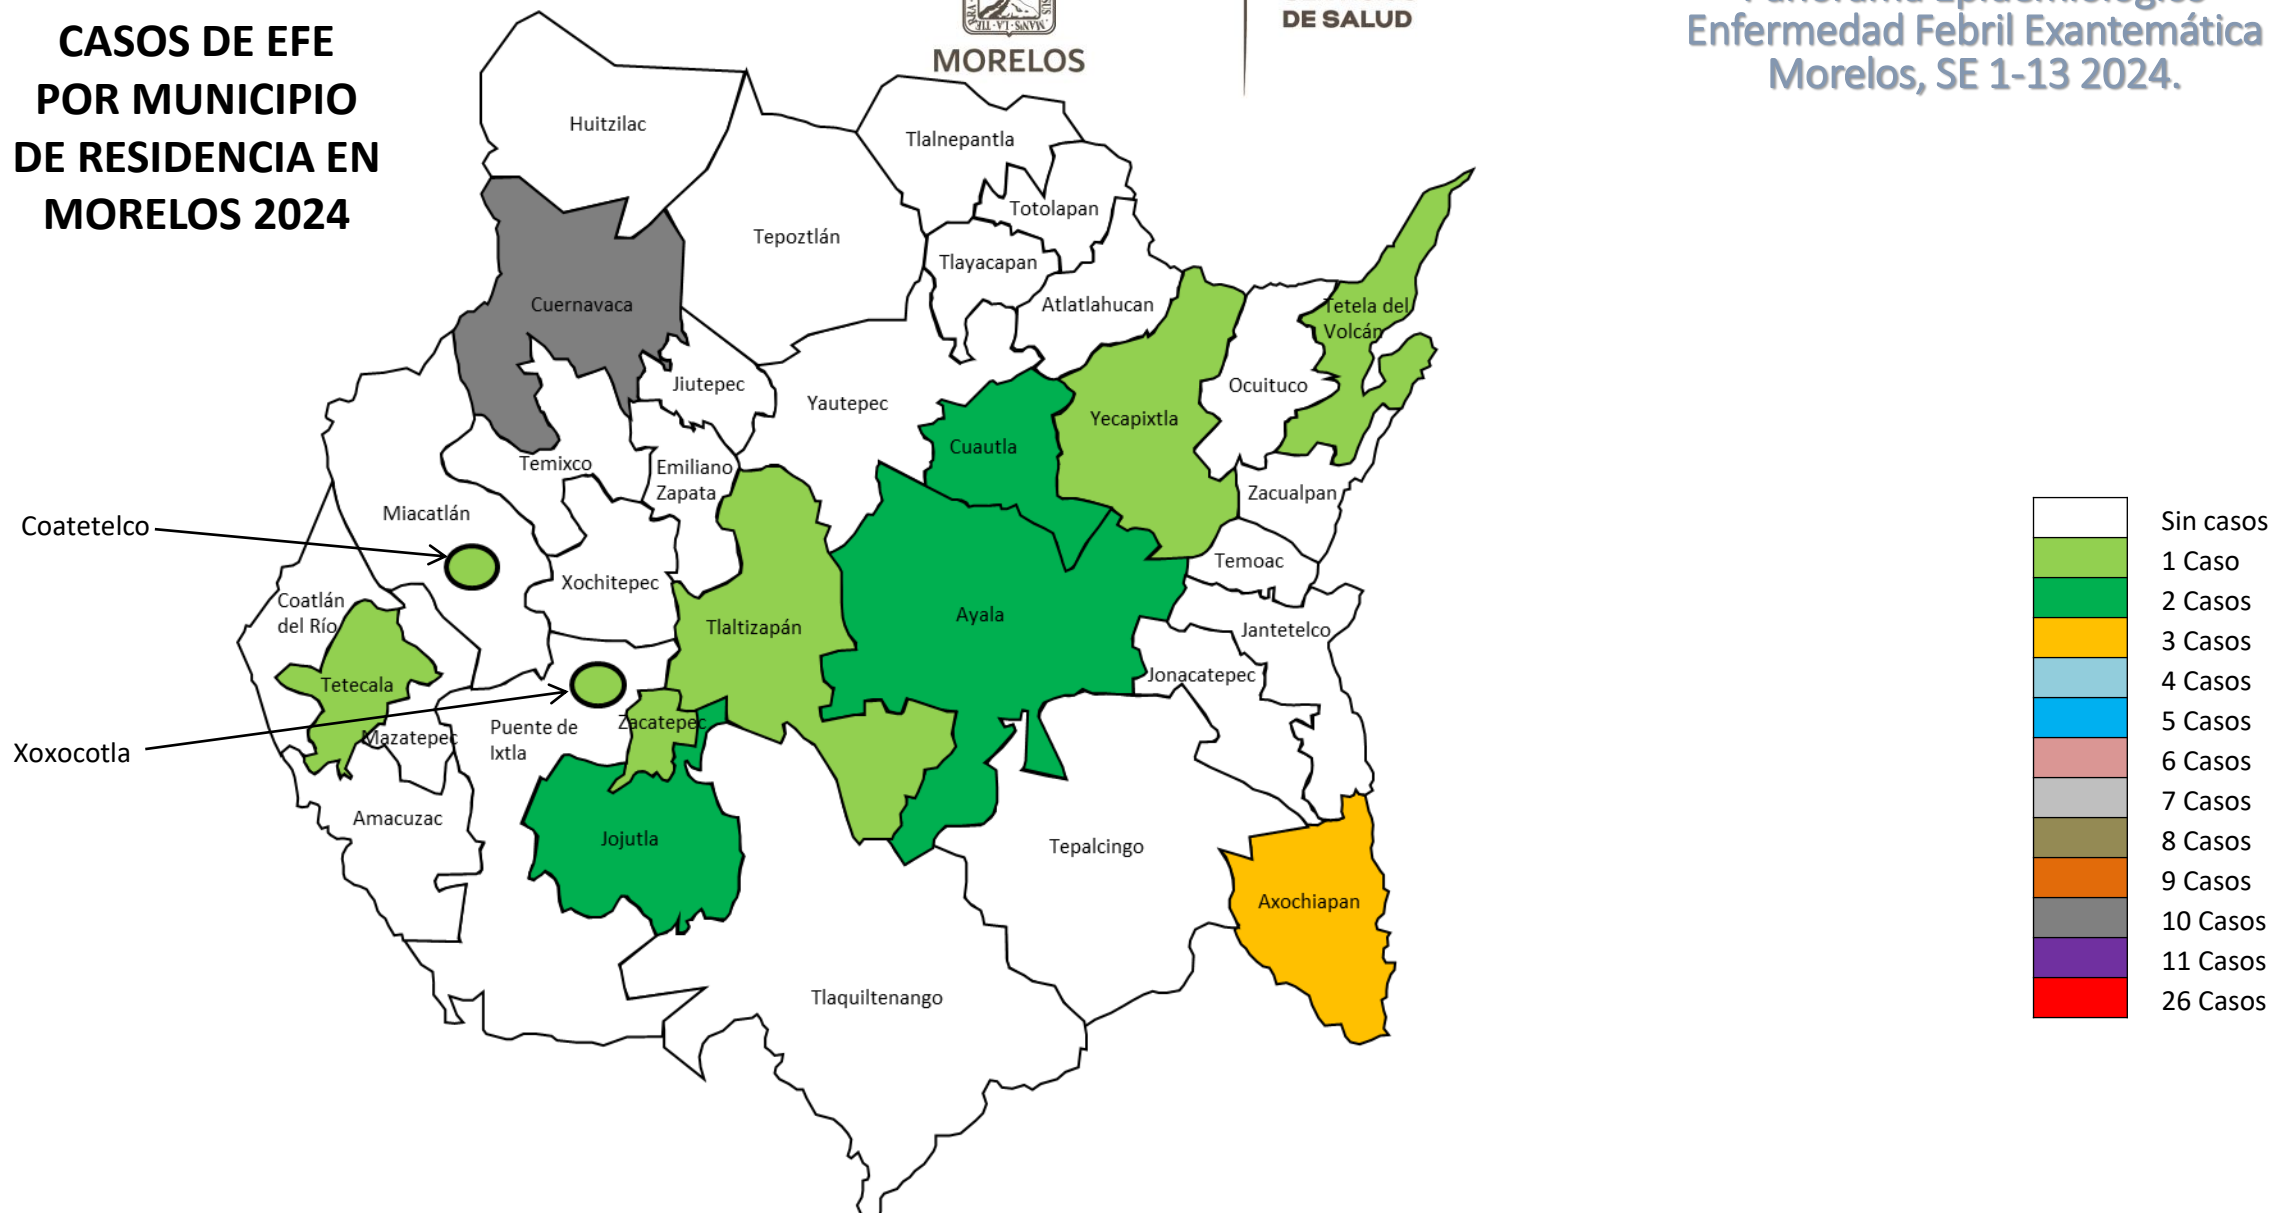 CASOS DE EFE
POR MUNICIPIO
DE RESIDENCIA EN
MORELOS 2024
MORELOS
DE SALUD
Panorama Epidemiológico
Enfermedad Febril Exantemática
Morelos, SE 1-13 2024.
Huitzilac
Tlalnepantla
Totolapan
Tepoztlán
Tlayacapan
Atlatlahucan
Cuernavaca
Tetela del
Volcán
Jiutepec
Ocuituco
Yautepec
Yecapixtla
Cuautla
Temixco
Emiliano
Zapata
Zacualpan
Miacatlán
Coatetelco
Temoac
Xochitepec
Coatlán
del Río
Ayala
Tlaltizapán
Jantetelco
Jonacatepec
Tetecala
Zacatepec
Puente de
Ixtla
Mazatepec
Xoxocotla
Amacuzac
Jojutla
Tepalcingo
Axochiapan
Tlaquiltenango
Sin casos
1 Caso
2 Casos
3 Casos
4 Casos
5 Casos
6 Casos
7 Casos
8 Casos
9 Casos
10 Casos
11 Casos
26 Casos